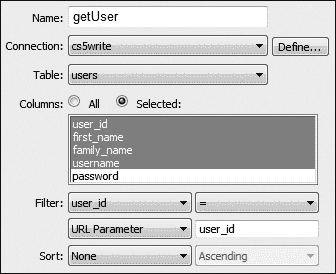 Name: getUser
Connection: cs5write Define...
Table: users
Columns: All Selected:
user_id
first_name
family_name
username
password
Filter: user_id =
URL Parameter user_id
Sort: None Ascending